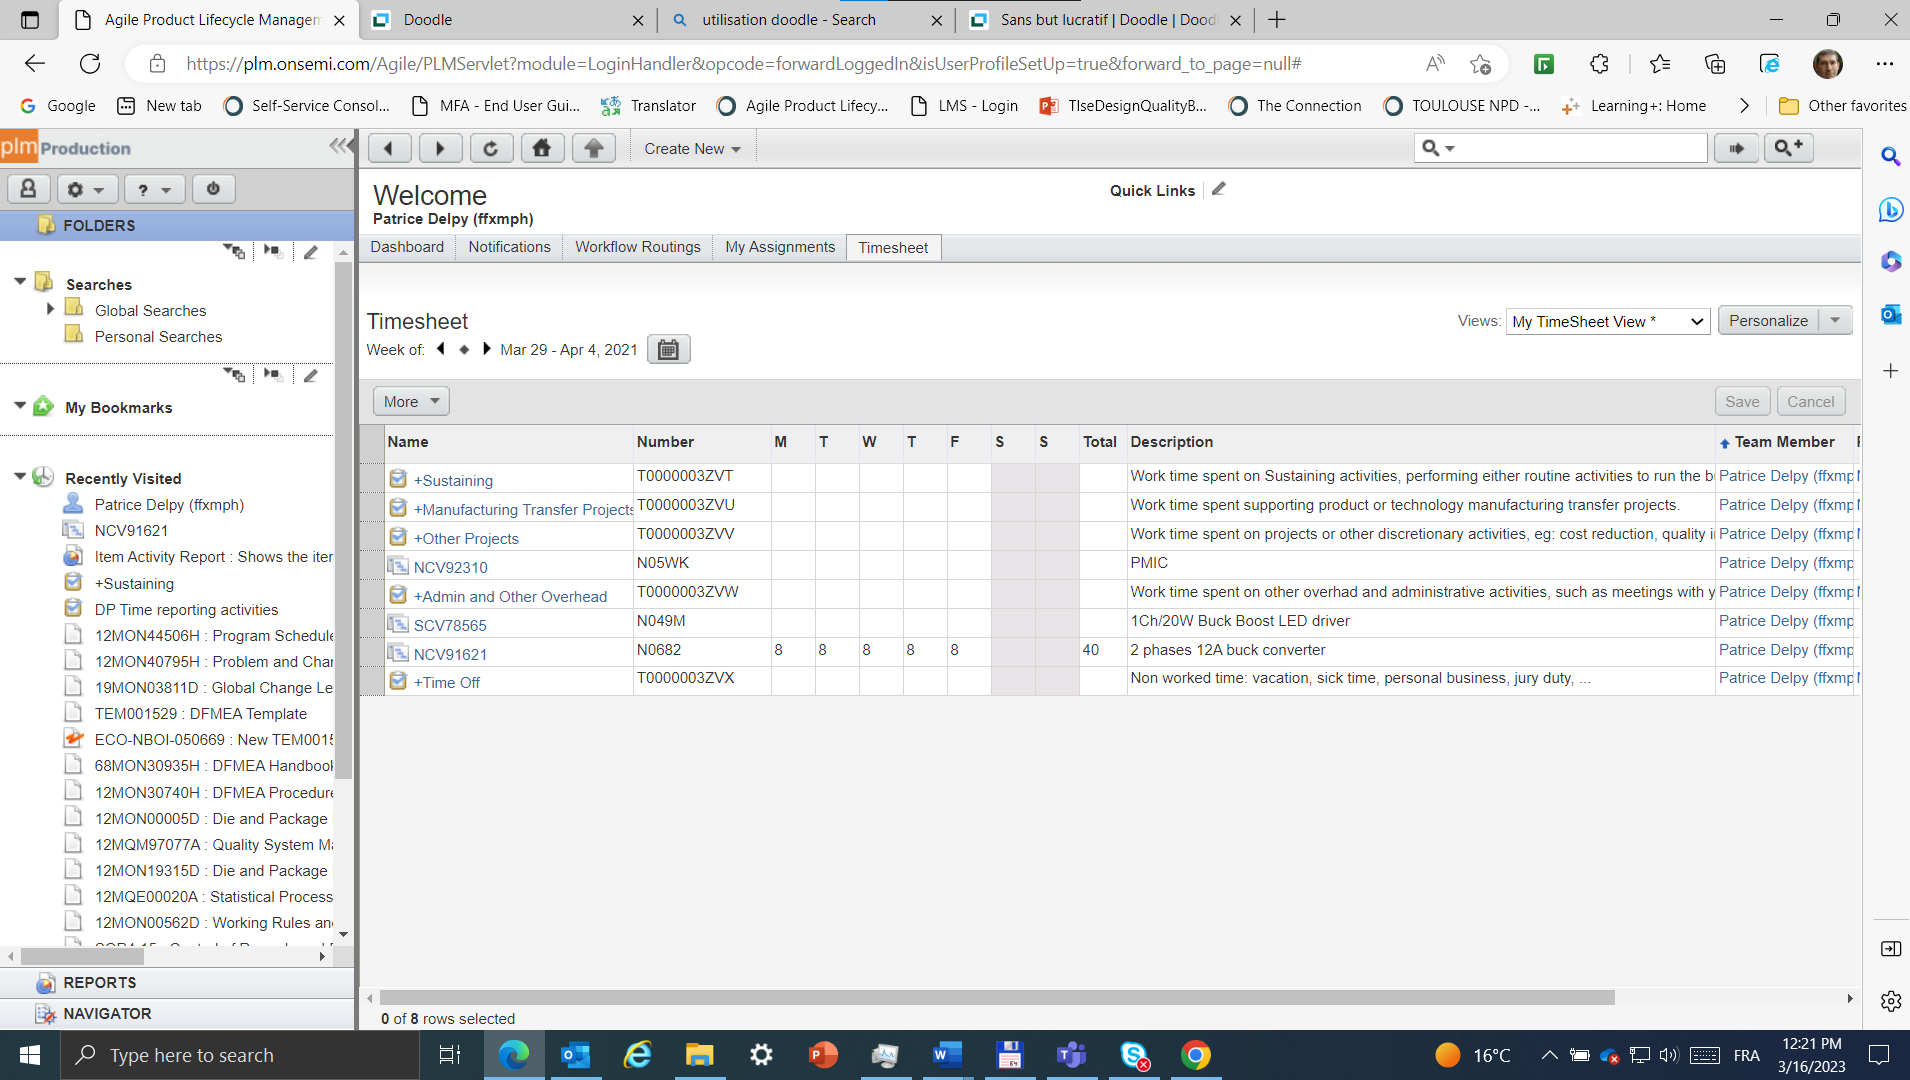 Agile Product Lifecycle Managem
Doodle
utilisation doodle - Search
Sans but lucratif | Doodle | Dood
https://plm.onsemi.com/Agile/PLMServlet?module=LoginHandler&opcode=forwardLoggedIn&isUserProfileSetUp=true&forward_to_page=null#
Google
New tab
Self-Service Consol...
MFA - End User Gui...
Translator
Agile Product Lifecy...
LMS - Login
TlseDesignQualityB...
The Connection
TOULOUSE NPD -...
Learning+: Home
Other favorites
plm Production
Create New
FOLDERS
Searches
Global Searches
Personal Searches
My Bookmarks
Recently Visited
Patrice Delpy (ffxmph)
NCV91621
Item Activity Report : Shows the iter
+Sustaining
DP Time reporting activities
12MON44506H : Program Schedule
12MON40795H : Problem and Char
19MON03811D : Global Change Le
TEM001529 : DFMEA Template
ECO-NBOI-050669 : New TEM0015
68MON30935H : DFMEA Handbook
12MON30740H : DFMEA Procedure
12MON00005D : Die and Package
12MQM97077A : Quality System Ma
12MON19315D : Die and Package
12MQE00020A : Statistical Process
12MON00562D : Working Rules and
REPORTS
NAVIGATOR
Welcome
Patrice Delpy (ffxmph)
Quick Links
Dashboard Notifications Workflow Routings My Assignments Timesheet
Timesheet
Views: My TimeSheet View * Personalize
Week of: Mar 29 - Apr 4, 2021
More Save Cancel
Name Number M T W T F S S Total Description Team Member
+Sustaining T0000003ZVT Work time spent on Sustaining activities, performing either routine activities to run the b Patrice Delpy (ffxmp
+Manufacturing Transfer Projects T0000003ZVU Work time spent supporting product or technology manufacturing transfer projects. Patrice Delpy (ffxmp
+Other Projects T0000003ZVV Work time spent on projects or other discretionary activities, eg: cost reduction, quality i Patrice Delpy (ffxmp
NCV92310 N05WK PMIC Patrice Delpy (ffxmp
+Admin and Other Overhead T0000003ZVW Work time spent on other overhad and administrative activities, such as meetings with y Patrice Delpy (ffxmp
SCV78565 N049M 1Ch/20W Buck Boost LED driver Patrice Delpy (ffxmp
NCV91621 N0682 8 8 8 8 8 40 2 phases 12A buck converter Patrice Delpy (ffxmp
+Time Off T0000003ZVX Non worked time: vacation, sick time, personal business, jury duty, ... Patrice Delpy (ffxmp
0 of 8 rows selected
Type here to search
16°C
FRA
12:21 PM
3/16/2023